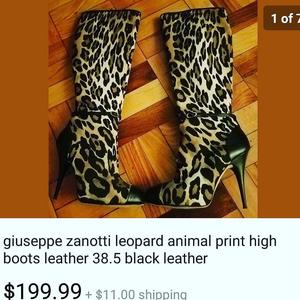 1 of 7
giuseppe zanotti leopard animal print high
boots leather 38.5 black leather
$199.99 + $11.00 shipping